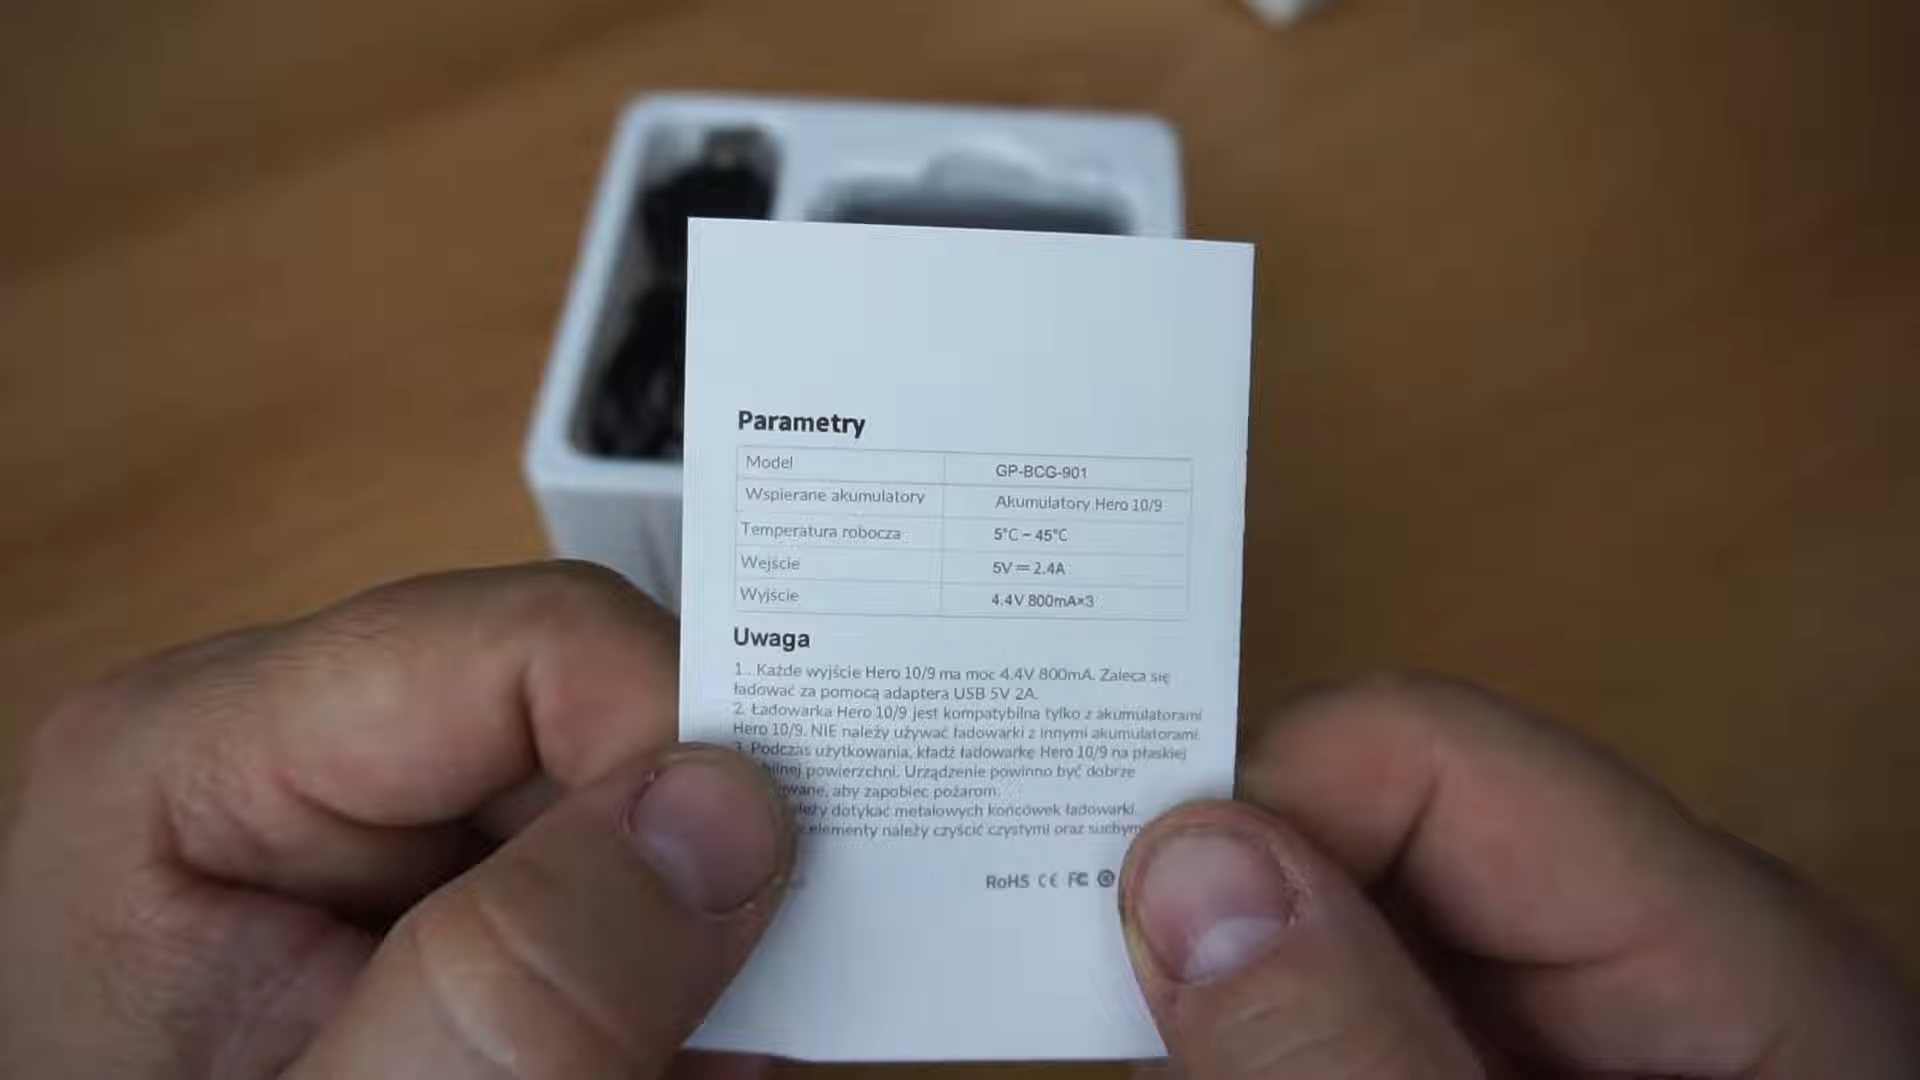 Parametry
Model GP-BCG-901
Wspierane akumulatory Akumulatory Hero 10/9
Temperatura robocza 5°C ~ 45°C
Wejście 5V⎓2.4A
Wyjście 4.4V 800mA×3
Uwaga
1.. Każde wyjście Hero 10/9 ma moc 4.4V 800mA. Zaleca się
ładować za pomocą adaptera USB 5V 2A.
2. Ładowarka Hero 10/9 jest kompatybilna tylko z akumulatorami
Hero 10/9. NIE należy używać ładowarki z innymi akumulatorami.
3. Podczas użytkowania, kładź ładowarkę Hero 10/9 na płaskiej
powierzchni. Urządzenie powinno być dobrze
aby zapobiec pożarom.
dotykać metalowych końcówek ładowarki.
elementy należy czyścić czystymi oraz
RoHS CE FC